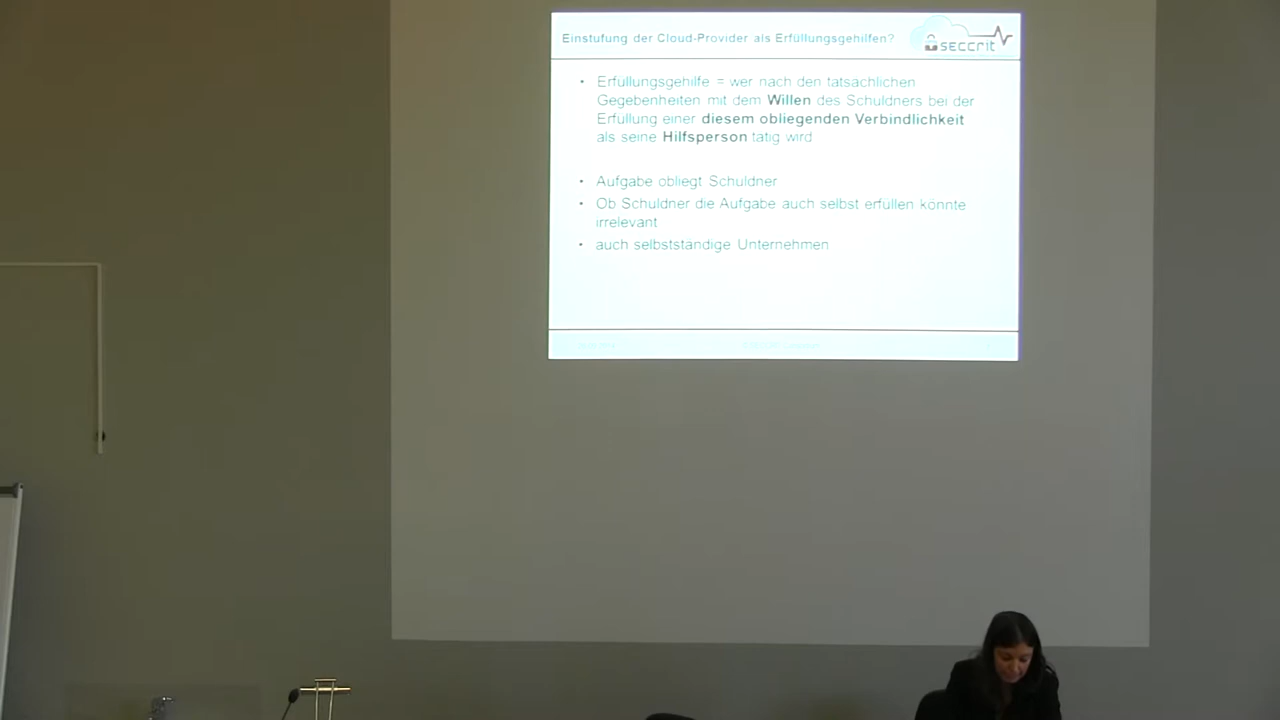 Einstufung der Cloud-Provider als Erfüllungsgehilfen?
seccrit
• Erfüllungsgehilfe = wer nach den tatsächlichen
Gegebenheiten mit dem Willen des Schuldners bei der
Erfüllung einer diesem obliegenden Verbindlichkeit
als seine Hilfsperson tätig wird
• Aufgabe obliegt Schuldner
• Ob Schuldner die Aufgabe auch selbst erfüllen könnte
irrelevant
• auch selbstständige Unternehmen